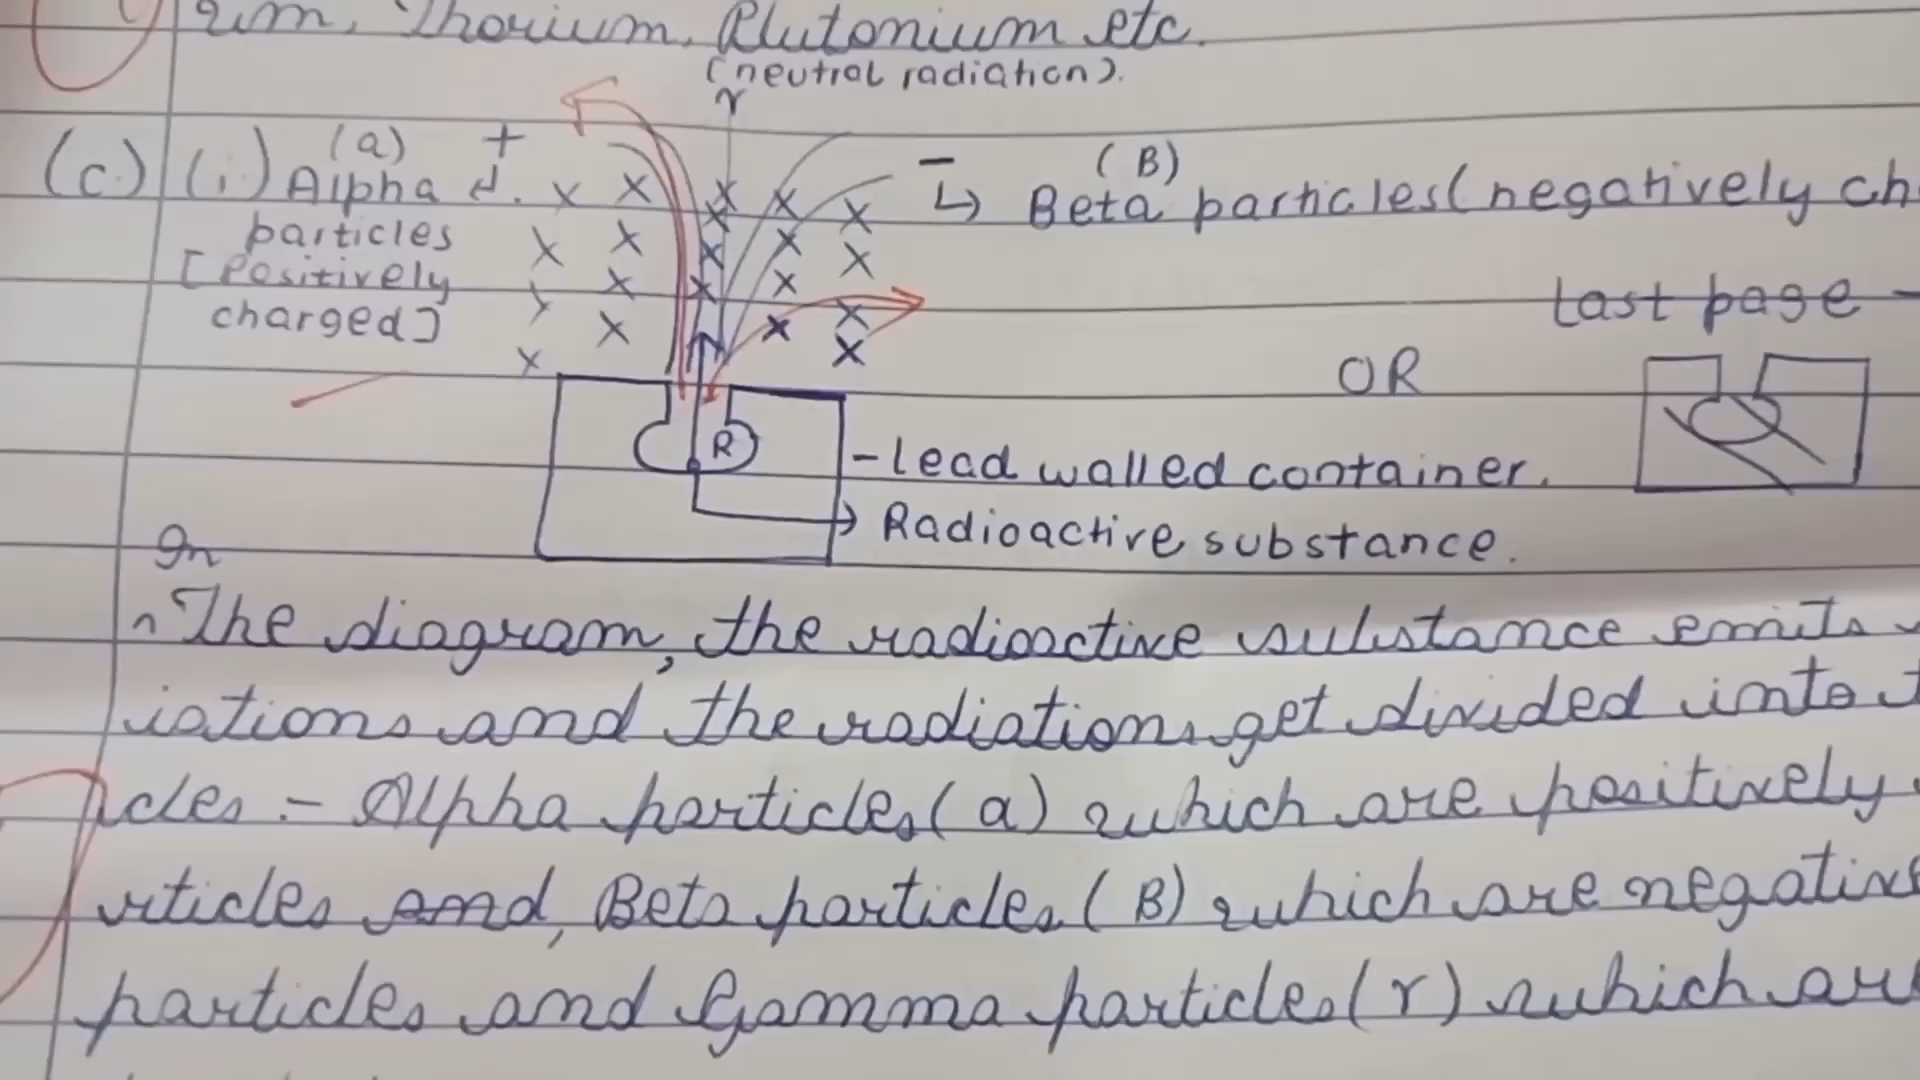 um, Thorium, Plutonium etc.
(neutral radiation).
γ
(c.) (i.) Alpha
(a) +
particles
[Positively
charged]
-
(B)
↳ Beta particles (negatively ch
Last page -
OR
R
- Lead walled container.
→ Radioactive substance.
In
The diagram, the radioactive substance emits
iations and the radiations get divided into t
icles :- Alpha particles (a) which are positively
rticles and, Beta particles (B) which are negative
particles and Gamma particles (γ) which are